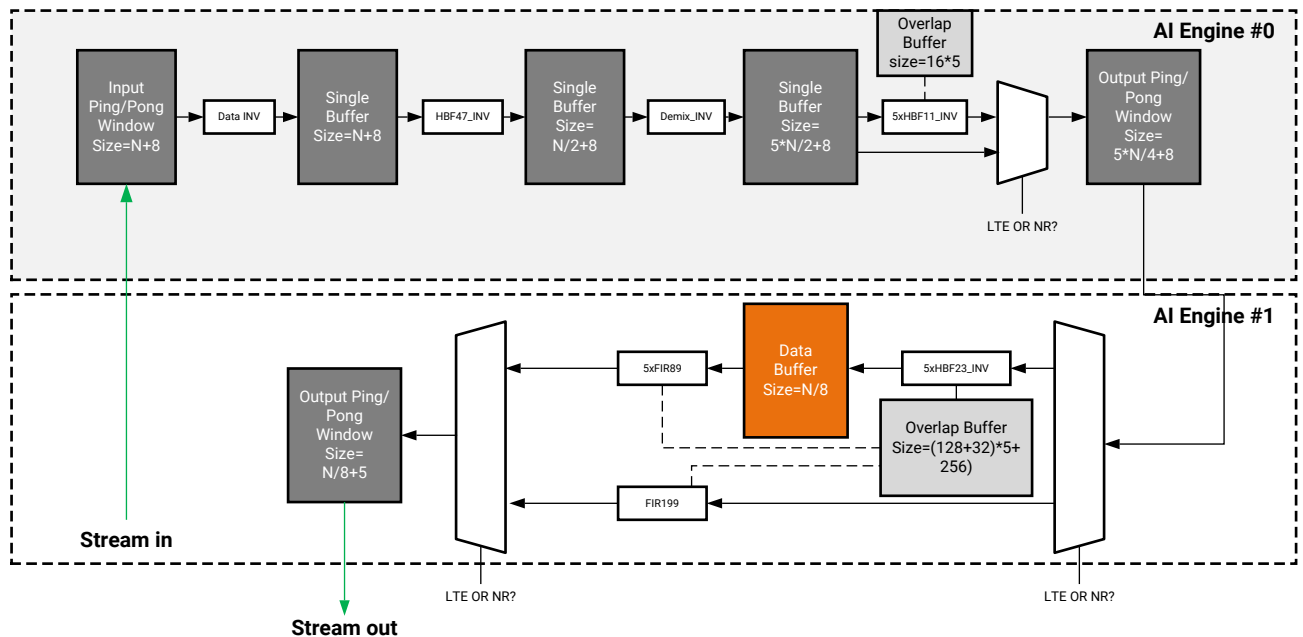 AI Engine #0
Overlap
Buffer
size=16*5
Input
Ping/Pong
Window
Size=N+8
Data INV
Single
Buffer
Size=N+8
HBF47_INV
Single
Buffer
Size=
N/2+8
Demix_INV
Single
Buffer
Size=
5*N/2+8
5xHBF11_INV
Output Ping/
Pong
Window
Size=
5*N/4+8
LTE OR NR?
AI Engine #1
Output Ping/
Pong
Window
Size=
N/8+5
5xFIR89
Data
Buffer
Size=N/8
5xHBF23_INV
Overlap Buffer
Size=(128+32)*5+
256)
FIR199
Stream in
LTE OR NR?
LTE OR NR?
Stream out